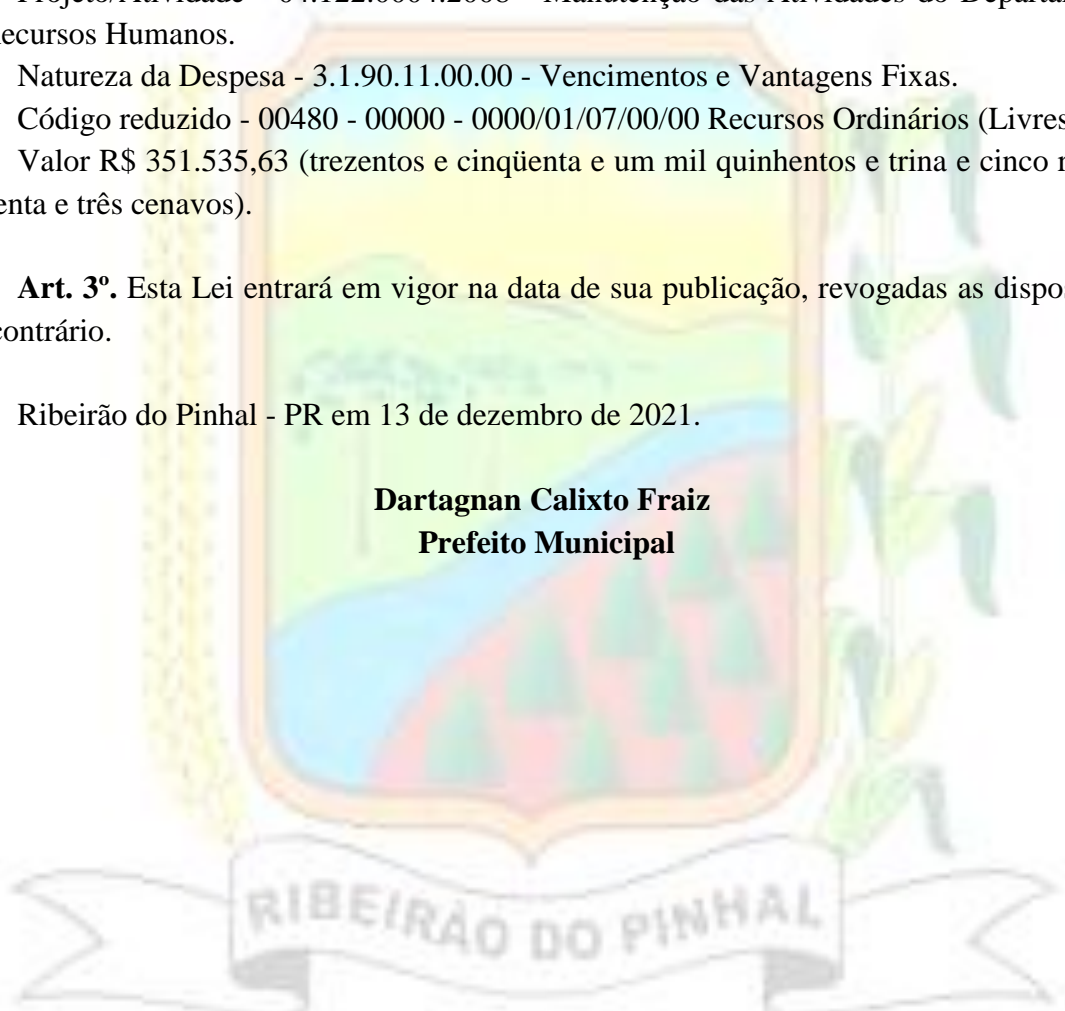 Recursos Humanos.
Natureza da Despesa - 3.1.90.11.00.00 - Vencimentos e Vantagens Fixas.
Código reduzido - 00480 - 00000 - 0000/01/07/00/00 Recursos Ordinários (Livres
Valor R$ 351.535,63 (trezentos e cinqüenta e um mil quinhentos e trina e cinco
enta e três cenavos).
Art. 3º. Esta Lei entrará em vigor na data de sua publicação, revogadas as dispos
contrário.
Ribeirão do Pinhal - PR em 13 de dezembro de 2021.
Dartagnan Calixto Fraiz
Prefeito Municipal
RIBEIRÃO DO PINHAL